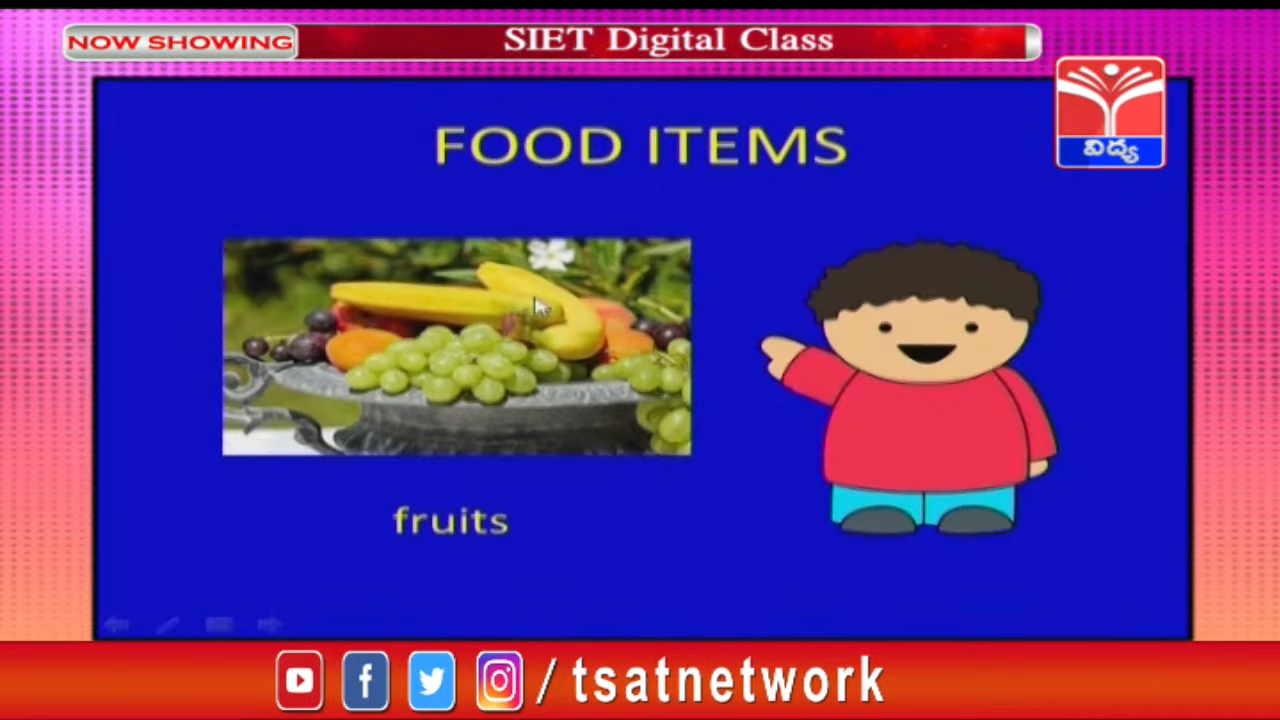 NOW SHOWING
SIET Digital Class
విద్య
FOOD ITEMS
fruits
/ tsatnetwork